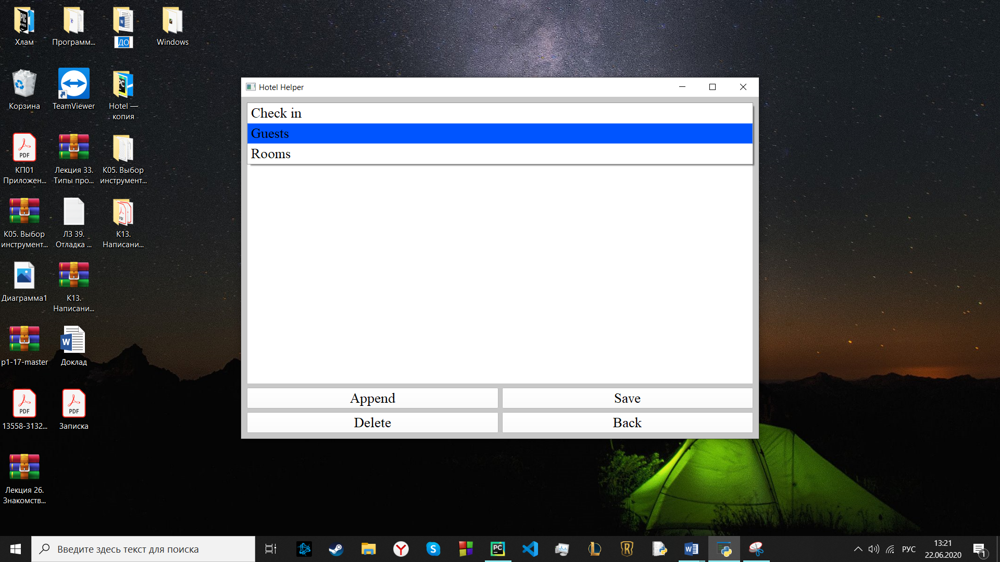 Хлам
Программ...
ДО
Windows
Корзина
TeamViewer
Hotel —
копия
КП01
Приложен...
Лекция 33.
Типы про...
К05. Выбор
инструмент...
К05. Выбор
инструмент...
ЛЗ 39.
Отладка ...
К13.
Написани...
Диаграмма1
К13.
Написани...
p1-17-master
Доклад
13558-3132...
Записка
Лекция 26.
Знакомств...
Hotel Helper
Check in
Guests
Rooms
Append
Save
Delete
Back
Введите здесь текст для поиска
РУС
13:21
22.06.2020
1